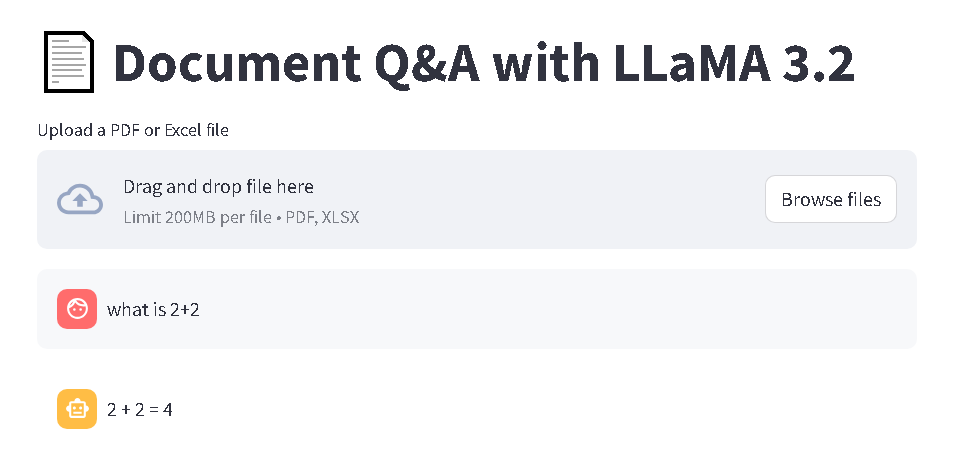 Document Q&A with LLaMA 3.2
Upload a PDF or Excel file
Drag and drop file here
Limit 200MB per file • PDF, XLSX
Browse files
what is 2+2
2 + 2 = 4